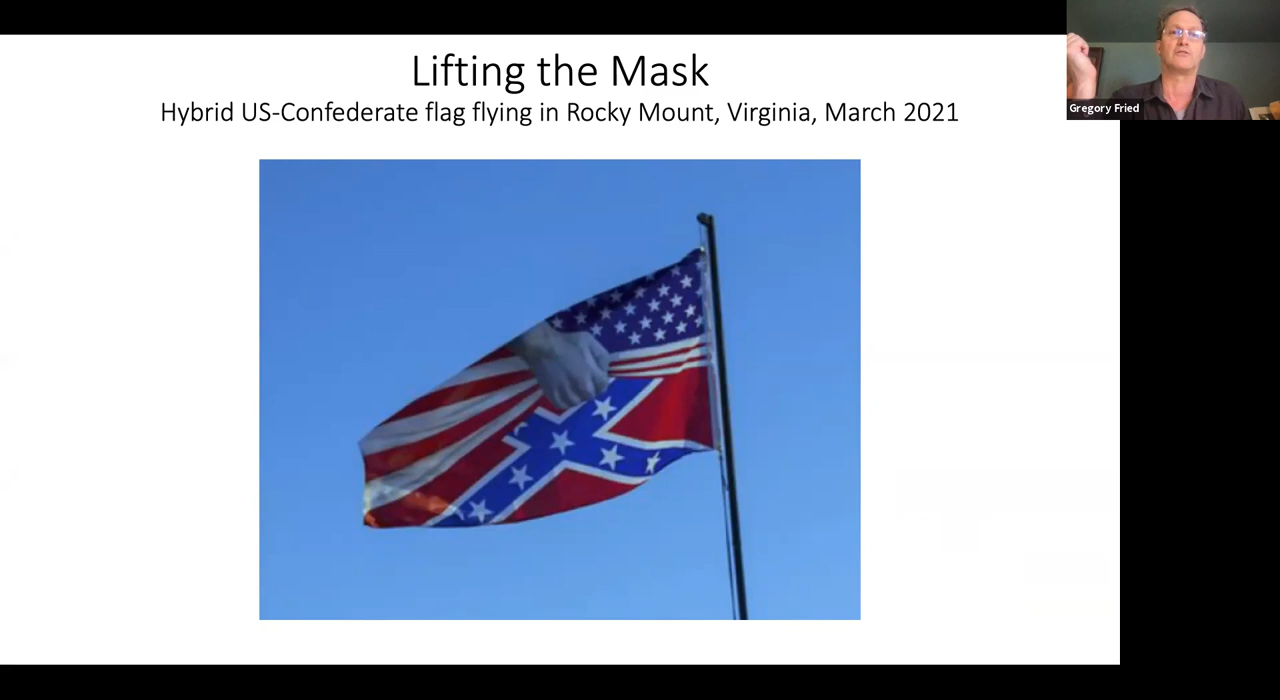 Lifting the Mask
Hybrid US-Confederate flag flying in Rocky Mount, Virginia, March 2021
Gregory Fried